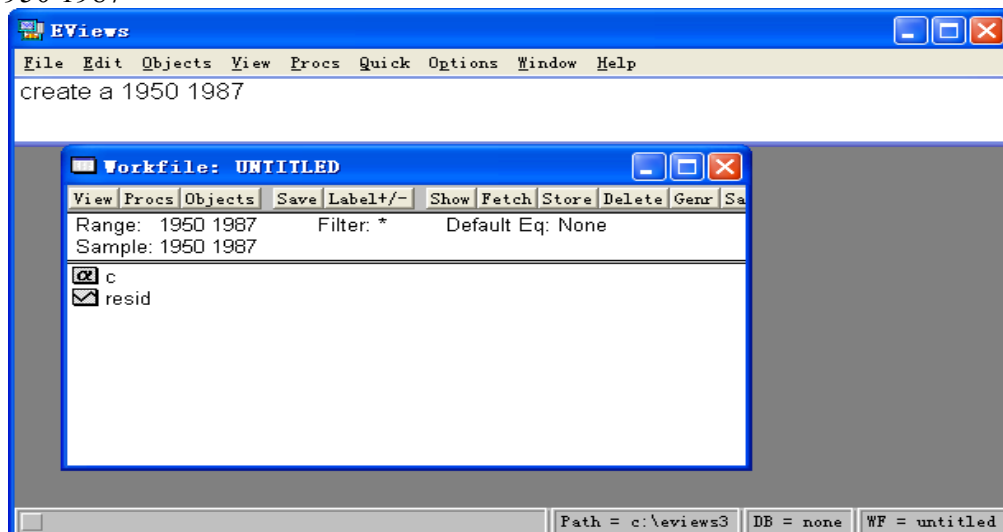 EViews
File Edit Objects View Procs Quick Options Window Help
create a 1950 1987
Workfile: UNTITLED
View Procs Objects Save Label+/- Show Fetch Store Delete Genr Sa
Range: 1950 1987 Filter: * Default Eq: None
Sample: 1950 1987
α c
resid
Path = c:\eviews3 DB = none WF = untitled